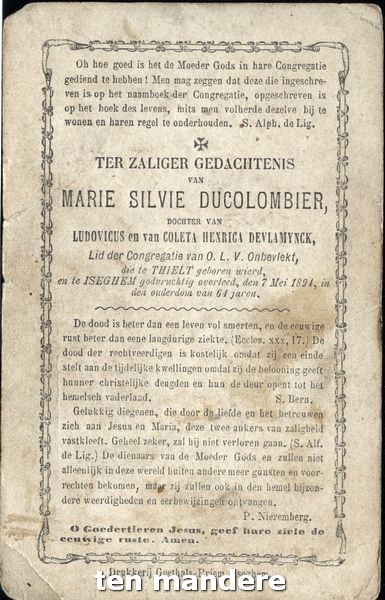 Oh hoe goed is het de Moeder Gods in hare Congregatie
gediend te hebben ! Men mag zeggen dat deze die ingeschre-
ven is op het naamboek der Congregatie, opgeschreven is
op het boek des levens, mits men volherde dezelve bij te
wonen en haren regel te onderhouden. S. Alph. de Lig.
✠
TER ZALIGER GEDACHTENIS
VAN
MARIE SILVIE DUCOLOMBIER,
DOCHTER VAN
LUDOVICUS en van COLETA HENRICA DEVLAMYNCK,
Lid der Congregatie van O. L. V. Onbevlekt,
die te THIELT geboren wierd,
en te ISEGHEM godvruchtig overleed, den 7 Mei 1894, in
den ouderdom van 61 jaren.
De dood is beter dan een leven vol smerten, en de eeuwige
rust beter dan eene langdurige ziekte. (Eccles. xxx, 17.) De
dood der rechtveerdigen is kostelijk omdat zij een einde
stelt aan de tijdelijke kwellingen omdat zij de belooning geeft
hunner christelijke deugden en hun de deur opent tot het
hemelsch vaderland. S. Bern.
Gelukkig diegenen, die door de liefde en het betrouwen
zich aan Jesus en Maria, deze twee ankers van zaligheid
vastkleeft. Geheel zeker, zal hij niet verloren gaan. (S. Alf.
de Lig.) De dienaars van de Moeder Gods en zullen niet
alleenlijk in deze wereld buiten andere meer gunsten en voor-
rechten bekomen, maar zij zullen ook in den hemel bijzon-
dere weerdigheden en eerbewijzingen ontvangen.
P. Nieremberg.
O Goedertieren Jesus, geef hare ziele de
eeuwige ruste. Amen.
Drukkerij Goethals-Priem, Iseghem
ten mandere